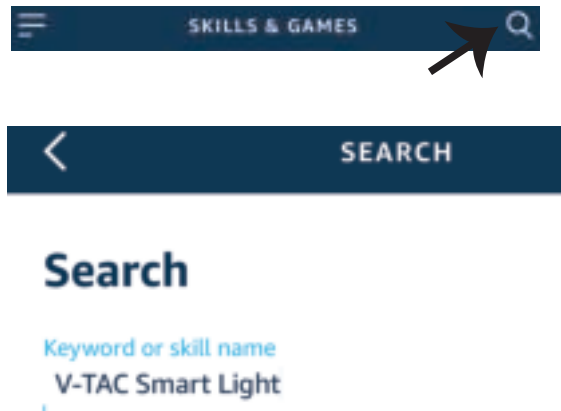 SKILLS & GAMES
SEARCH
Search
Keyword or skill name
V-TAC Smart Light